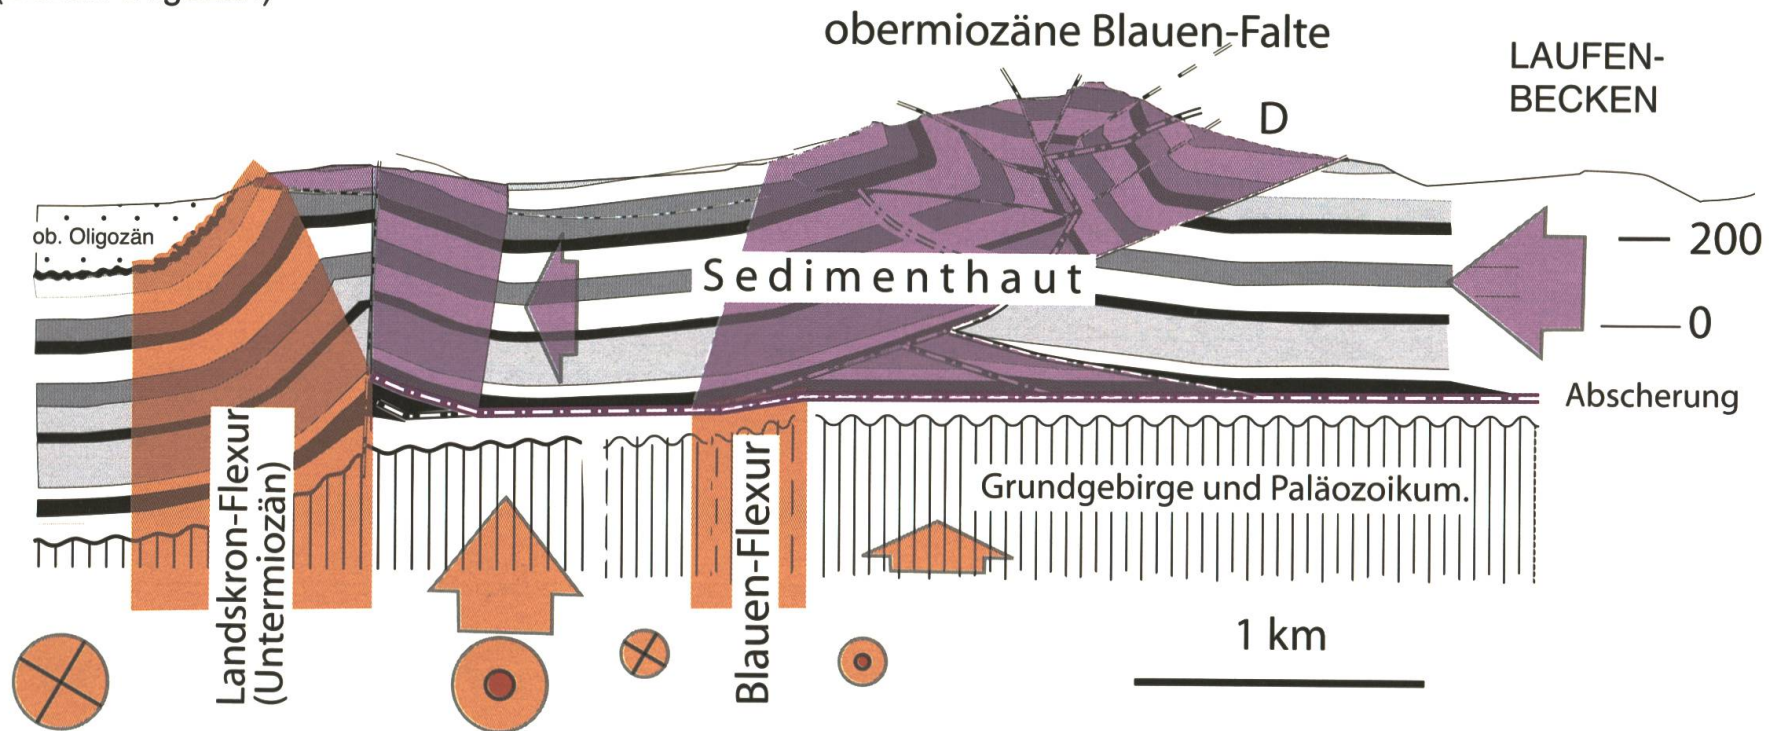 obermiozäne Blauen-Falte
LAUFEN-
BECKEN
D
ob. Oligozän
200
Sedimenthaut
0
Abscherung
Landskron-Flexur
(Untermiozän)
Blauen-Flexur
Grundgebirge und Paläozoikum.
1 km